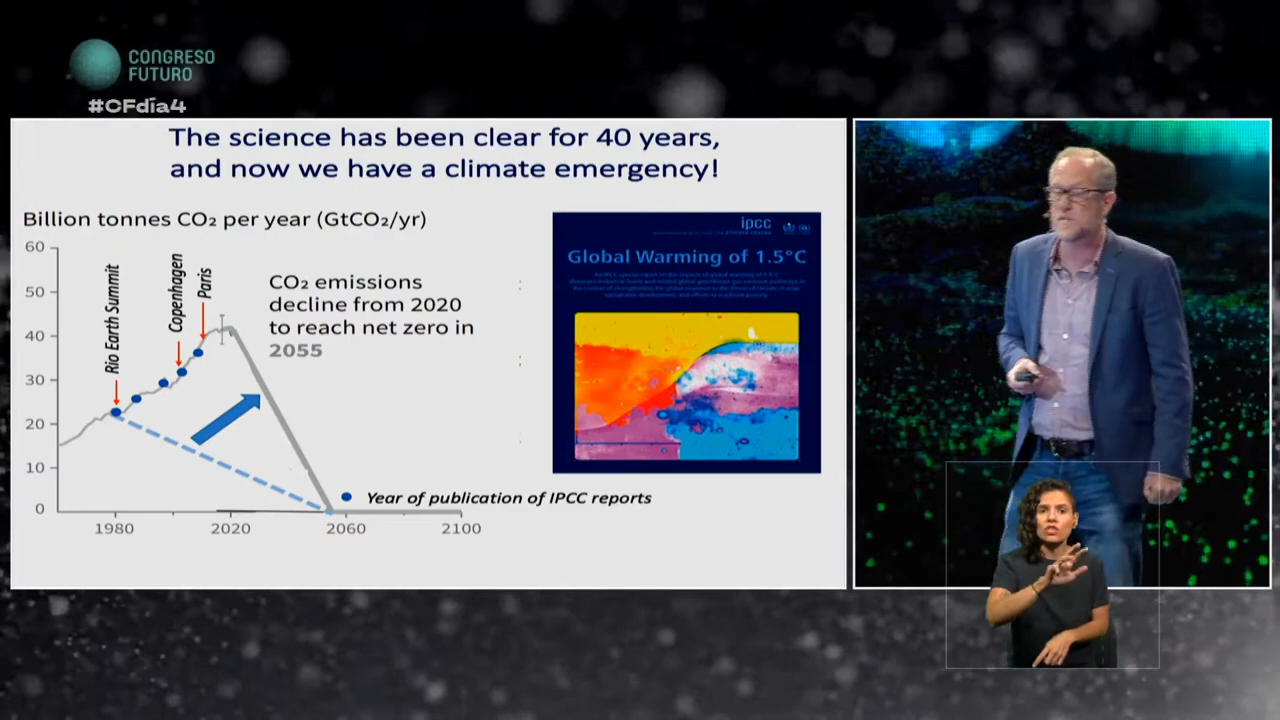 CONGRESO
FUTURO
#CFdía4
The science has been clear for 40 years,
and now we have a climate emergency!
Billion tonnes CO₂ per year (GtCO₂/yr)
60
50
40
30
20
10
0
Rio Earth Summit
Copenhagen
Paris
CO₂ emissions
decline from 2020
to reach net zero in
2055
Year of publication of IPCC reports
1980
2020
2060
2100
ipcc
Global Warming of 1.5°C